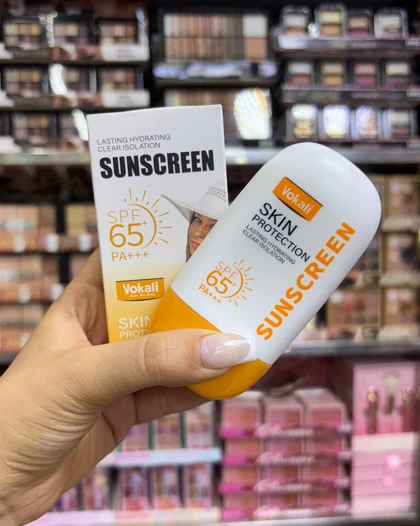 LASTING HYDRATING
CLEAR ISOLATION
SUNSCREEN
SPF
65+
PA+++
Vokali
SKIN
Vokali
SKIN
PROTECTION
LASTING HYDRATING
CLEAR ISOLATION
SPF
65+
PA+++
SUNSCREEN